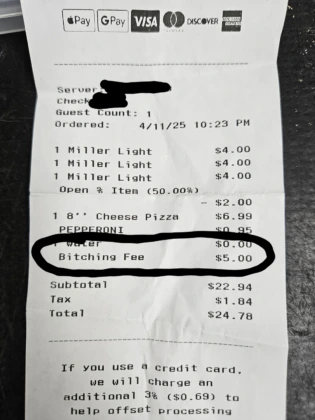 Pay
G Pay
VISA
DISCOVER
Server
Check
Guest Count: 1
Ordered: 4/11/25 10:23 PM
1 Miller Light $4.00
1 Miller Light $4.00
1 Miller Light $4.00
Open % Item (50.00%)
- $2.00
1 8'' Cheese Pizza $6.99
PEPPERONI $0.95
1 Water $0.00
Bitching Fee $5.00
Subtotal $22.94
Tax $1.84
Total $24.78
If you use a credit card,
we will charge an
additional 3% ($0.69) to
help offset processing